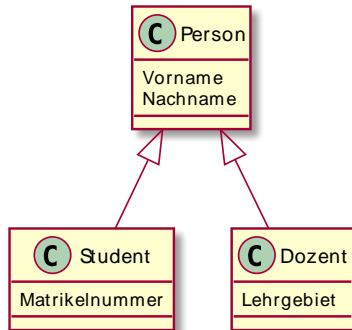 C Person
Vorname
Nachname
C Student
Matrikelnummer
C Dozent
Lehrgebiet